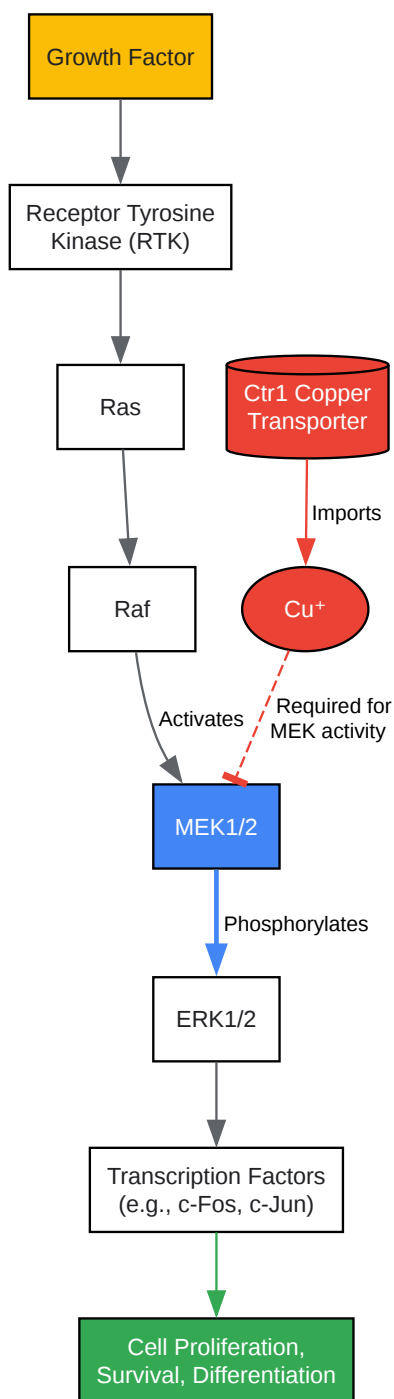 Growth Factor
Receptor Tyrosine
Kinase (RTK)
Ras
Ctr1 Copper
Transporter
Imports
Raf
Cu⁺
Activates
Required for
MEK activity
MEK1/2
Phosphorylates
ERK1/2
Transcription Factors
(e.g., c-Fos, c-Jun)
Cell Proliferation,
Survival, Differentiation